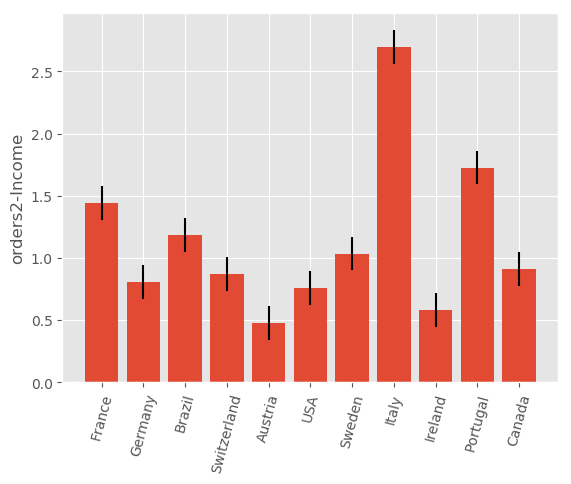 orders2-Income
2.5
2.0
1.5
1.0
0.5
0.0
France
Germany
Brazil
Switzerland
Austria
USA
Sweden
Italy
Ireland
Portugal
Canada